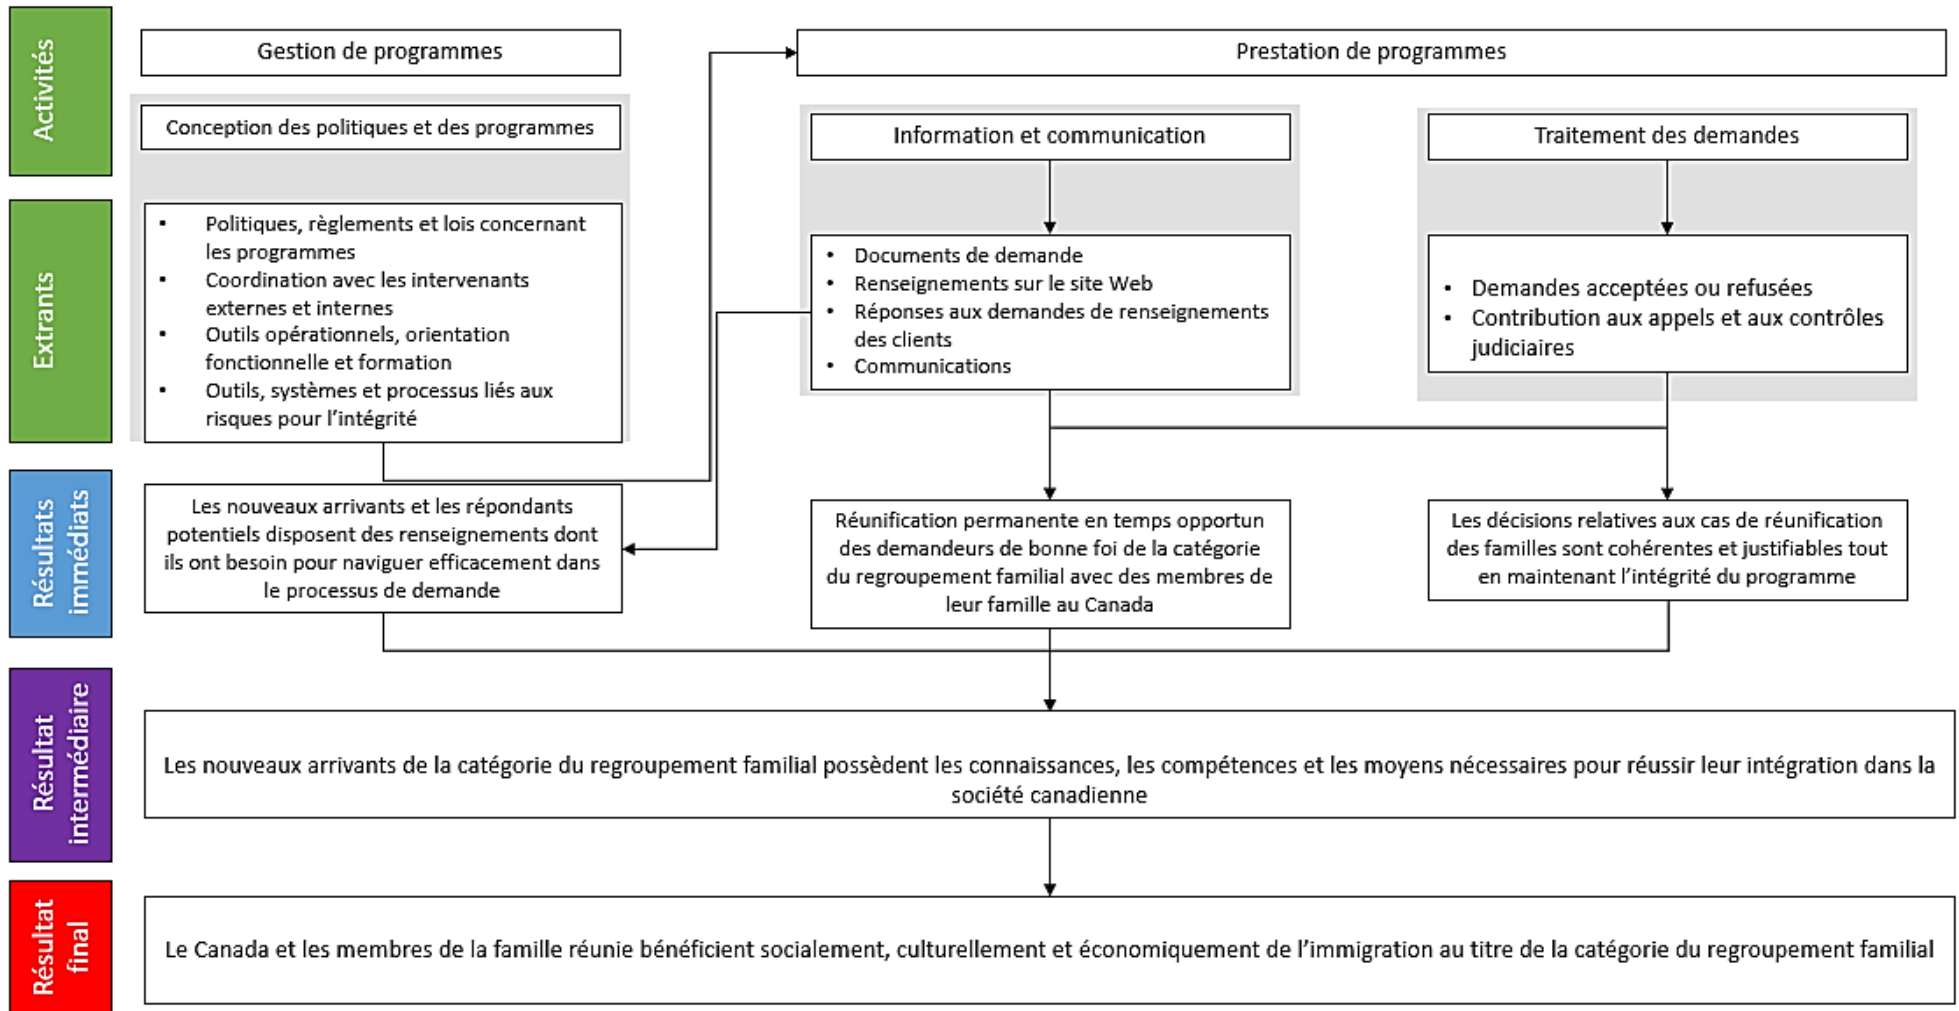 Activités
Gestion de programmes
Prestation de programmes
Conception des politiques et des programmes
Information et communication
Traitement des demandes
Extrants
▪ Politiques, règlements et lois concernant
les programmes
▪ Coordination avec les intervenants
externes et internes
▪ Outils opérationnels, orientation
fonctionnelle et formation
▪ Outils, systèmes et processus liés aux
risques pour l’intégrité
• Documents de demande
• Renseignements sur le site Web
• Réponses aux demandes de renseignements
des clients
• Communications
• Demandes acceptées ou refusées
• Contribution aux appels et aux contrôles
judiciaires
Résultats
immédiats
Les nouveaux arrivants et les répondants
potentiels disposent des renseignements dont
ils ont besoin pour naviguer efficacement dans
le processus de demande
Réunification permanente en temps opportun
des demandeurs de bonne foi de la catégorie
du regroupement familial avec des membres de
leur famille au Canada
Les décisions relatives aux cas de réunification
des familles sont cohérentes et justifiables tout
en maintenant l’intégrité du programme
Résultat
intermédiaire
Les nouveaux arrivants de la catégorie du regroupement familial possèdent les connaissances, les compétences et les moyens nécessaires pour réussir leur intégration dans la
société canadienne
Résultat
final
Le Canada et les membres de la famille réunie bénéficient socialement, culturellement et économiquement de l’immigration au titre de la catégorie du regroupement familial